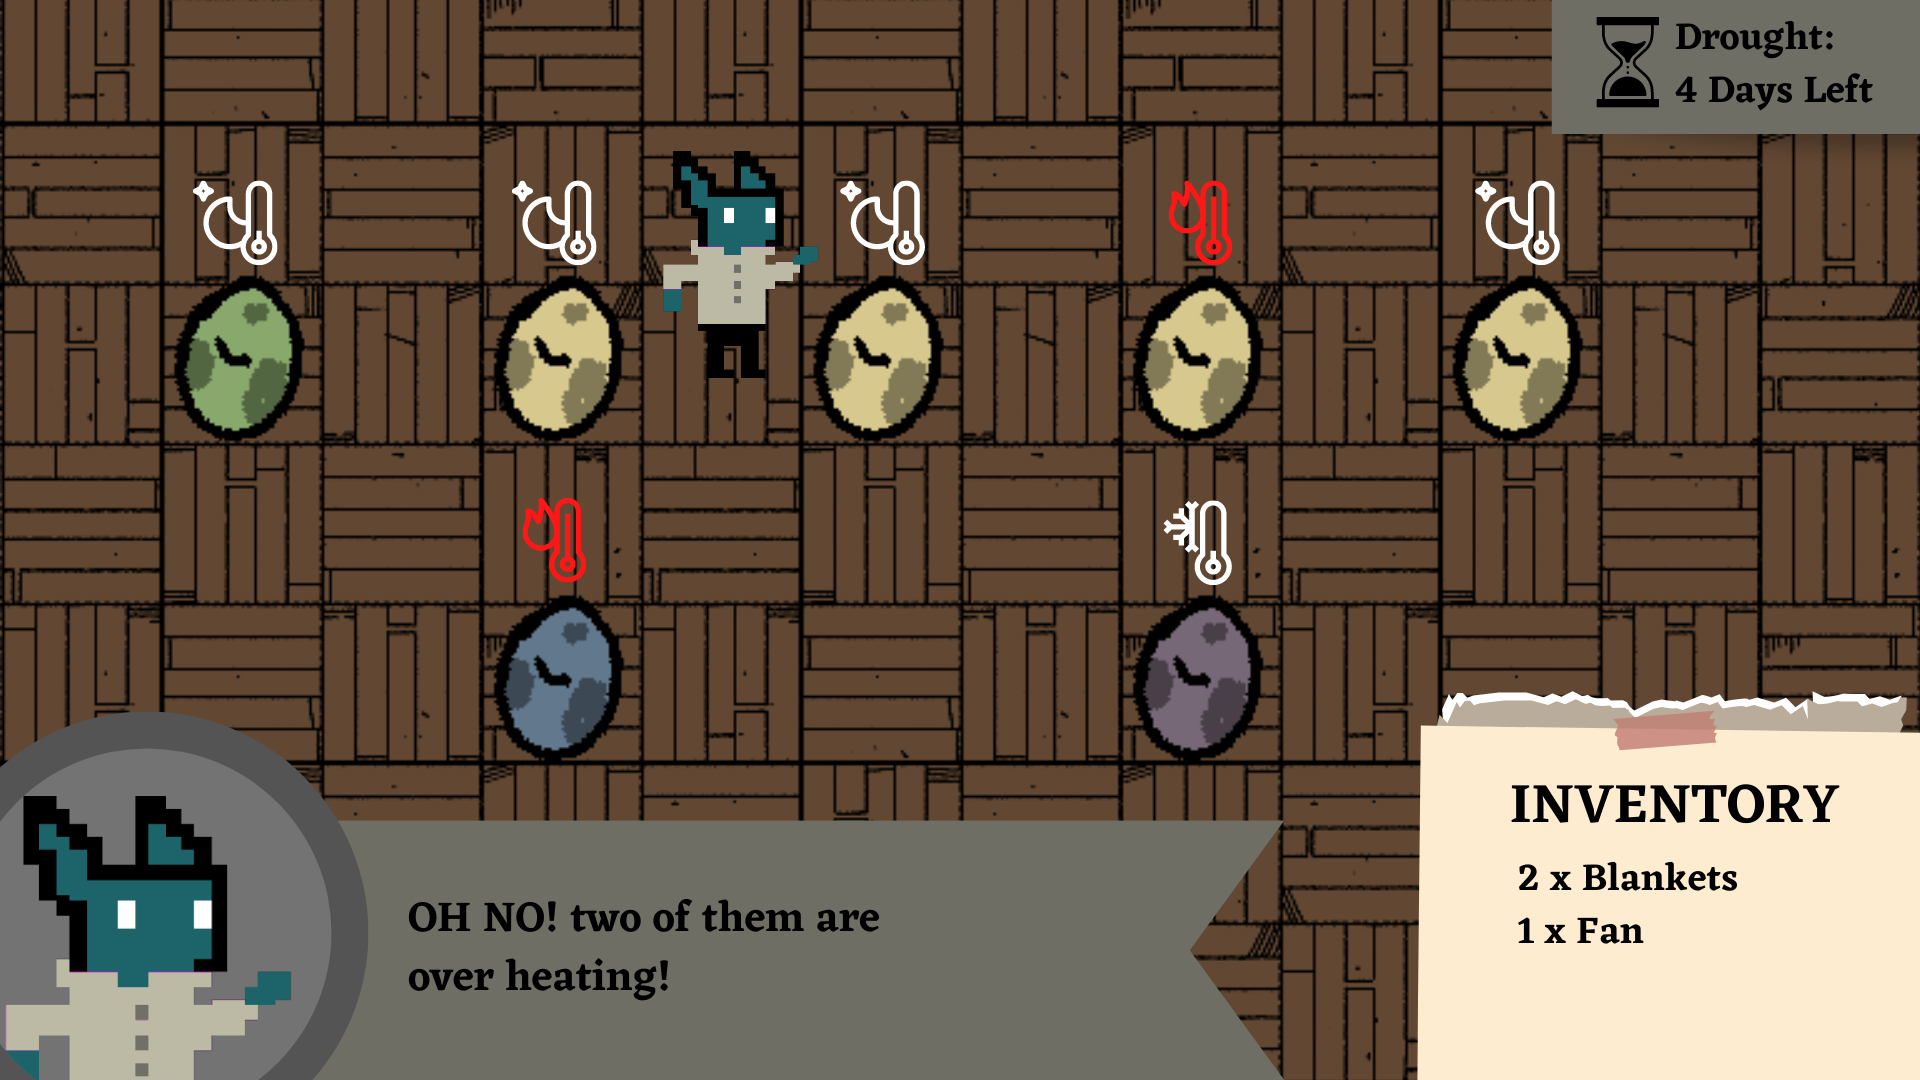 Drought:
4 Days Left
OH NO! two of them are
over heating!
INVENTORY
2 x Blankets
1 x Fan